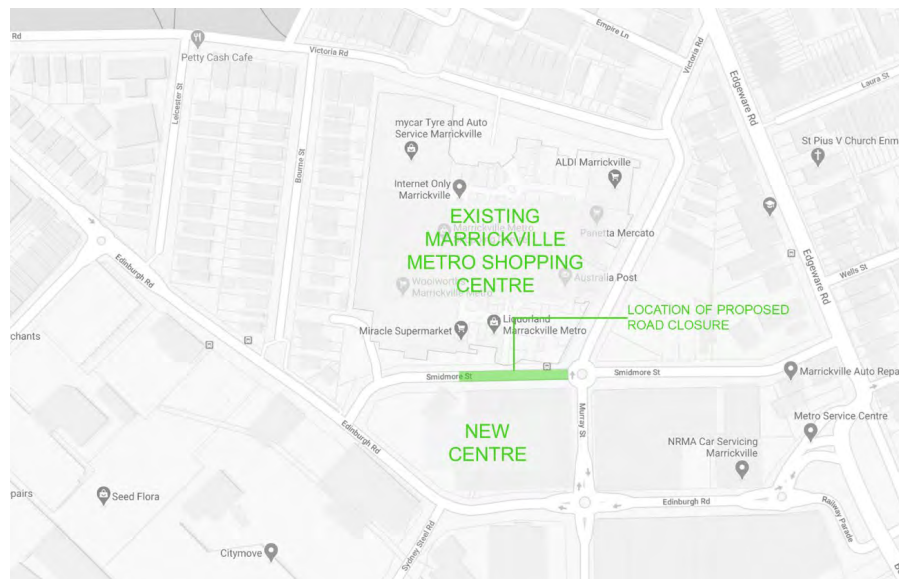 Rd
Petty Cash Cafe
Victoria Rd
Empire Ln
Victoria Rd
Edgeware Rd
Laura St
Leicester St
mycar Tyre and Auto
Service Marrickville
St Pius V Church Enm
Bourne St
ALDI Marrickville
Internet Only
Marrickville
EXISTING
MARRICKVILLE
METRO SHOPPING
CENTRE
Marrickville Metro
Panetta Mercato
Edinburgh Rd
Edgeware Rd
Wells St
Woolworths
Marrickville Metro
Australia Post
LOCATION OF PROPOSED
ROAD CLOSURE
chants
Miracle Supermarket
Liquorland
Marrackville Metro
Smidmore St
Smidmore St
Marrickville Auto Repa
Murray St
Edinburgh Rd
NEW
CENTRE
Metro Service Centre
NRMA Car Servicing
Marrickville
pairs
Seed Flora
Edinburgh Rd
Railway Parade
Sydney Steel Rd
Citymove